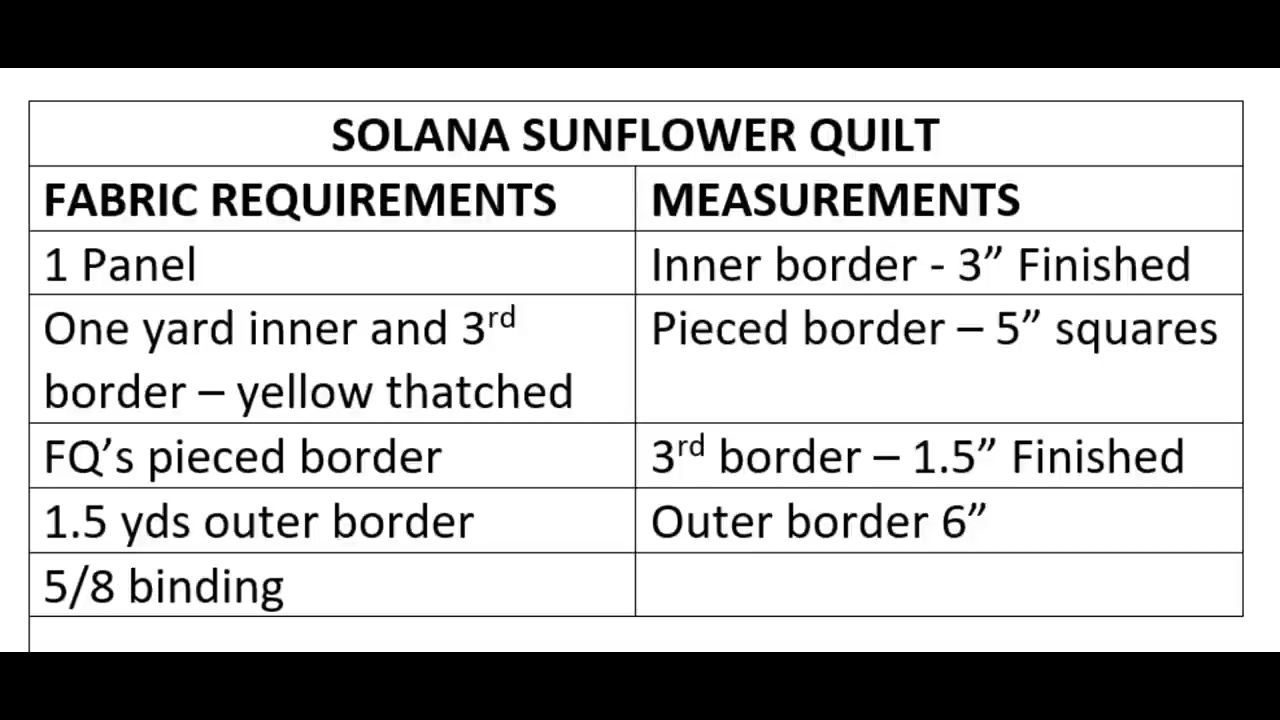 SOLANA SUNFLOWER QUILT
FABRIC REQUIREMENTS
MEASUREMENTS
1 Panel
Inner border - 3” Finished
One yard inner and 3rd
border – yellow thatched
Pieced border – 5” squares
FQ’s pieced border
3rd border – 1.5” Finished
1.5 yds outer border
Outer border 6”
5/8 binding